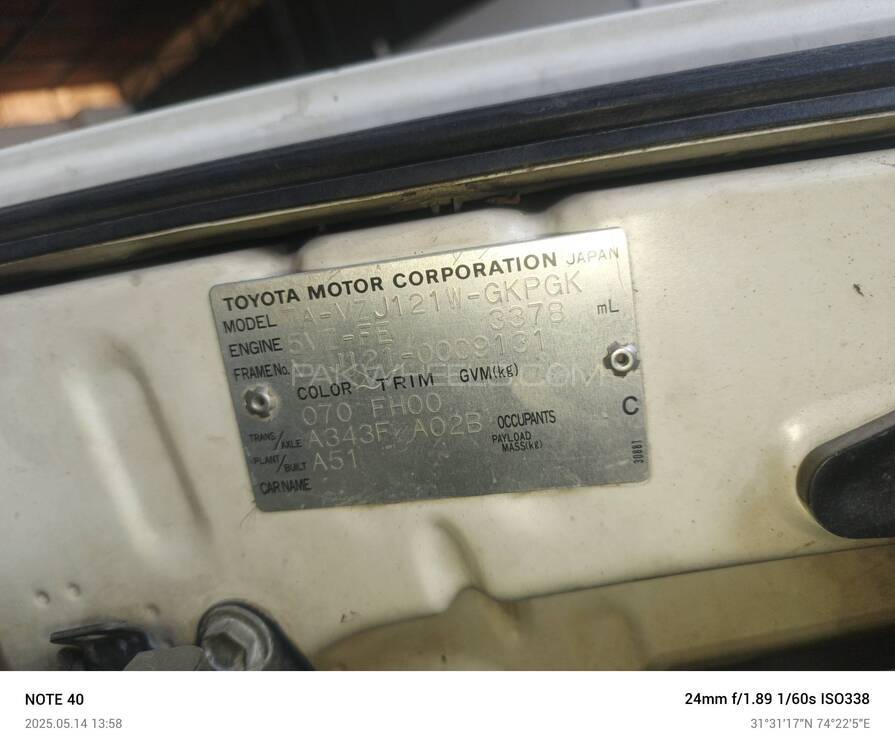 TOYOTA MOTOR CORPORATION JAPAN
MODEL TA-VZJ121W-GKPGK
ENGINE 5VZ-FE 3378 mL
FRAME No. VZJ121-0009131
PAKWHEELS.COM
COLOR TRIM GVM(kg)
070 FH00 C
TRANS/AXLE A343F A02B OCCUPANTS
PLANT/BUILT A51 PAYLOAD MASS(kg)
CAR NAME
30881
NOTE 40
2025.05.14 13:58
24mm f/1.89 1/60s ISO338
31°31'17"N 74°22'5"E